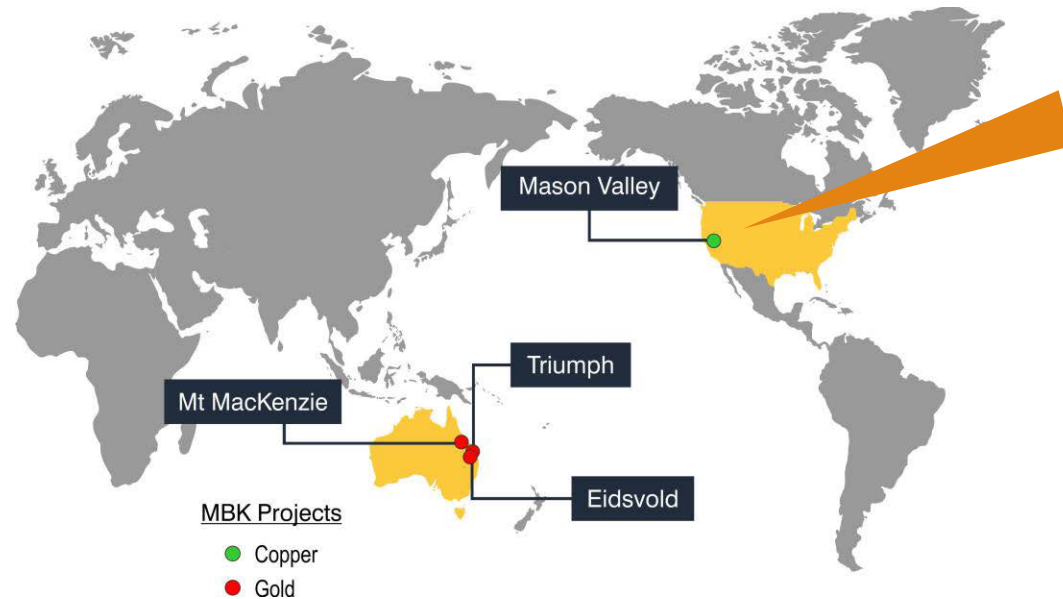 Mason Valley
Triumph
Mt MacKenzie
Eidsvold
MBK Projects
Copper
Gold